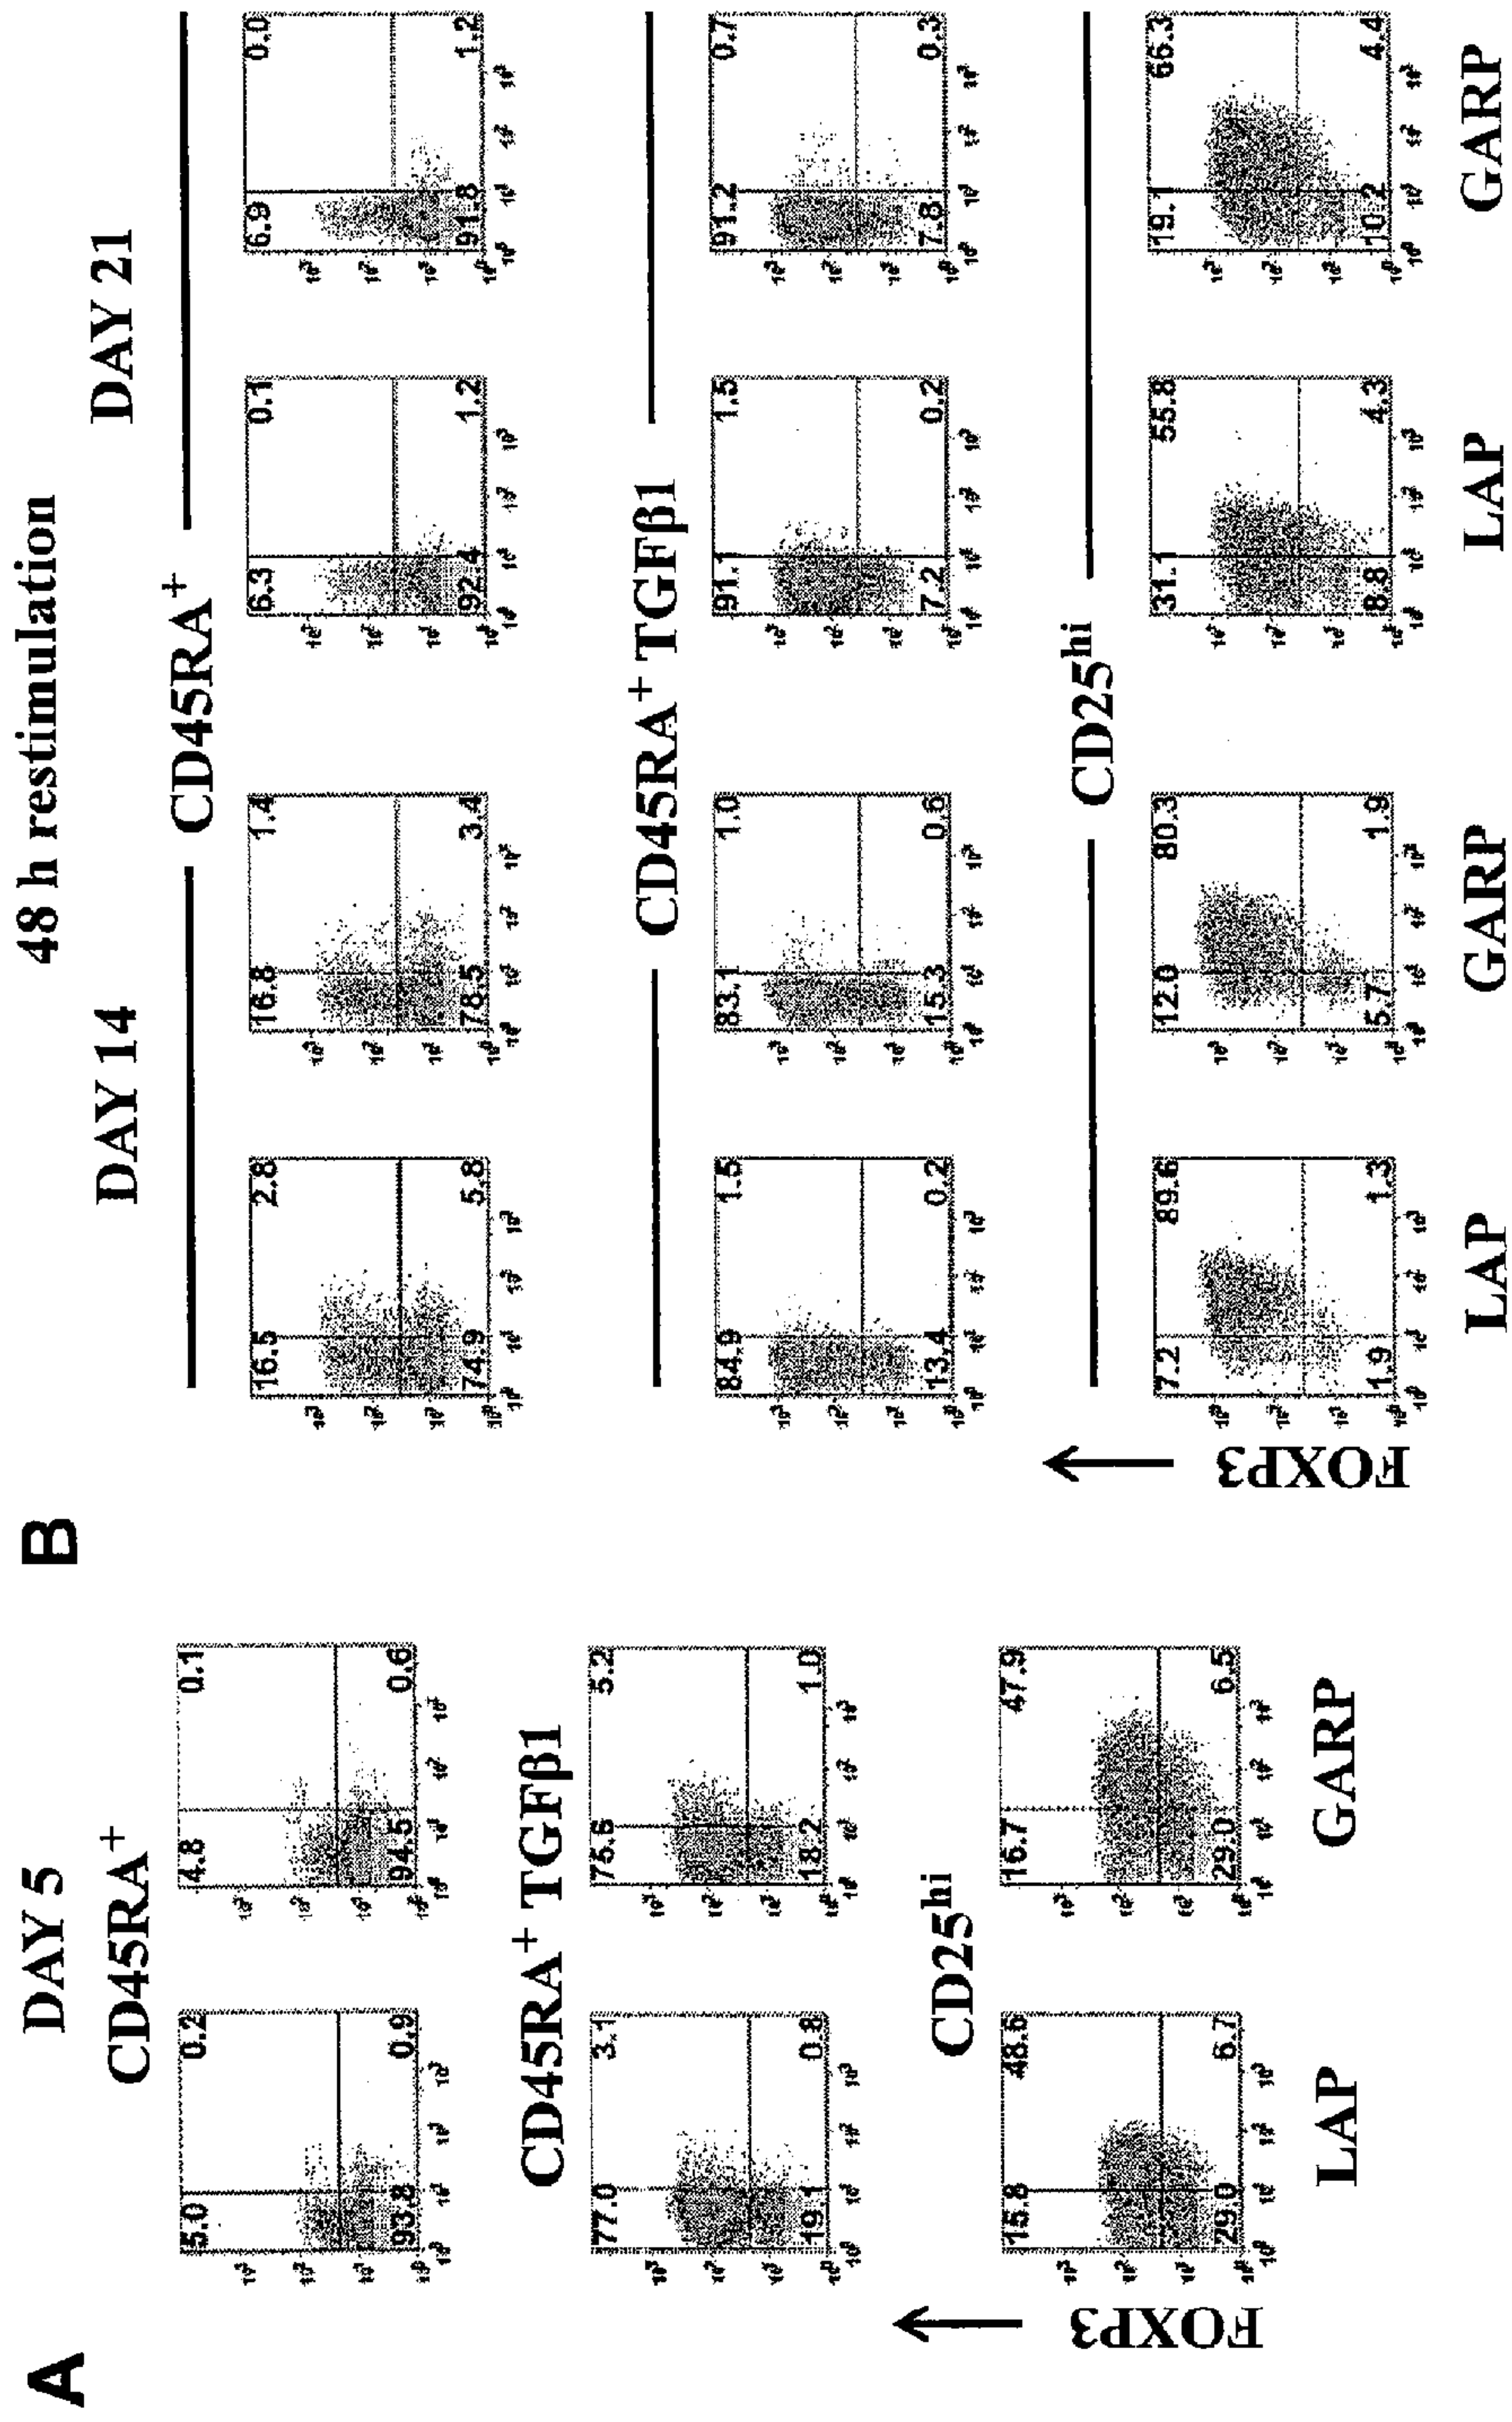 A
DAY 5
CD45RA+
5.0 0.2
93.8 0.9
4.8 0.1
94.5 0.6
CD45RA+ TGFβ1
77.0 3.1
19.1 0.8
75.6 5.2
18.2 1.0
CD25hi
15.8 48.6
29.0 6.7
16.7 47.9
29.0 6.5
FOXP3
LAP GARP
B
48 h restimulation
DAY 14 DAY 21
CD45RA+
16.5 2.8
74.9 5.8
16.8 1.4
78.5 3.4
6.3 0.1
92.4 1.2
6.9 0.0
91.8 1.2
CD45RA+ TGFβ1
84.9 1.5
13.4 0.2
83.1 1.0
15.3 0.6
91.1 1.5
7.2 0.2
91.2 0.7
7.8 0.3
CD25hi
7.2 89.6
1.9 1.3
12.0 80.3
5.7 1.9
31.1 55.8
8.8 4.3
19.1 66.3
10.2 4.4
FOXP3
LAP GARP LAP GARP